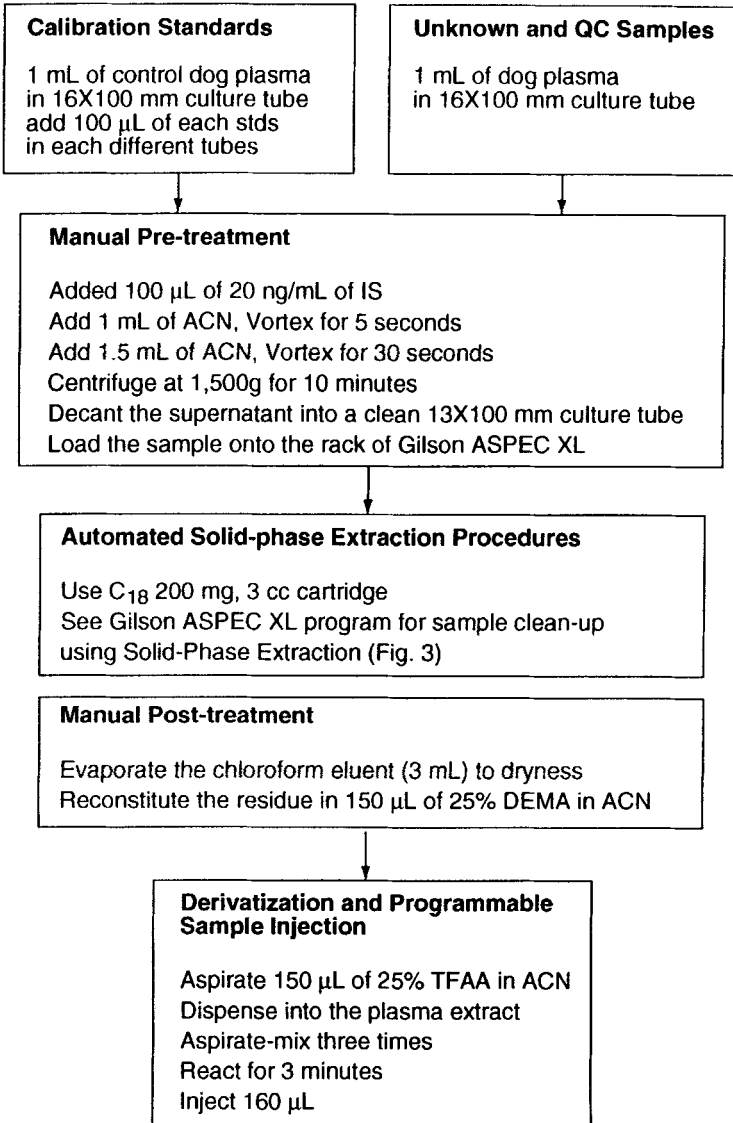 Calibration Standards
1 mL of control dog plasma
in 16X100 mm culture tube
add 100 µL of each stds
in each different tubes
Unknown and QC Samples
1 mL of dog plasma
in 16X100 mm culture tube
Manual Pre-treatment
Added 100 µL of 20 ng/mL of IS
Add 1 mL of ACN, Vortex for 5 seconds
Add 1.5 mL of ACN, Vortex for 30 seconds
Centrifuge at 1,500g for 10 minutes
Decant the supernatant into a clean 13X100 mm culture tube
Load the sample onto the rack of Gilson ASPEC XL
Automated Solid-phase Extraction Procedures
Use C18 200 mg, 3 cc cartridge
See Gilson ASPEC XL program for sample clean-up
using Solid-Phase Extraction (Fig. 3)
Manual Post-treatment
Evaporate the chloroform eluent (3 mL) to dryness
Reconstitute the residue in 150 µL of 25% DEMA in ACN
Derivatization and Programmable
Sample Injection
Aspirate 150 µL of 25% TFAA in ACN
Dispense into the plasma extract
Aspirate-mix three times
React for 3 minutes
Inject 160 µL